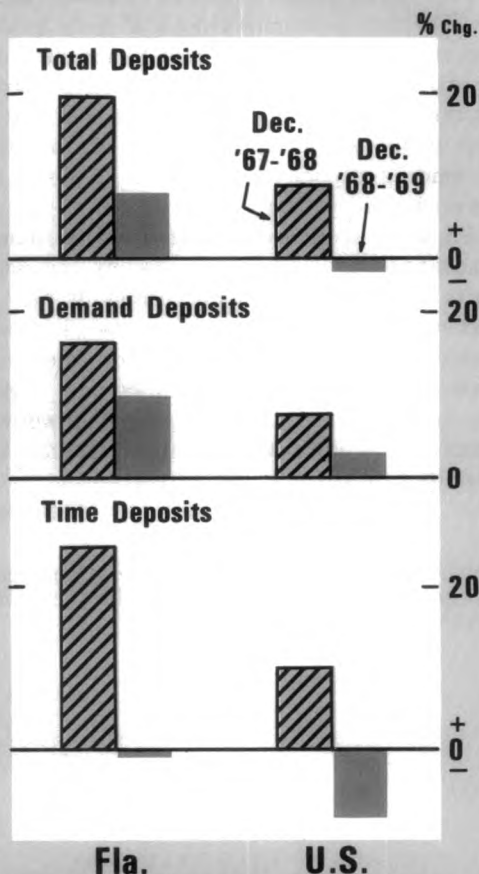 % Chg.
Total Deposits
20
Dec.
'67-'68
Dec.
'68-'69
+
0
−
Demand Deposits
20
0
Time Deposits
20
+
0
−
Fla.
U.S.